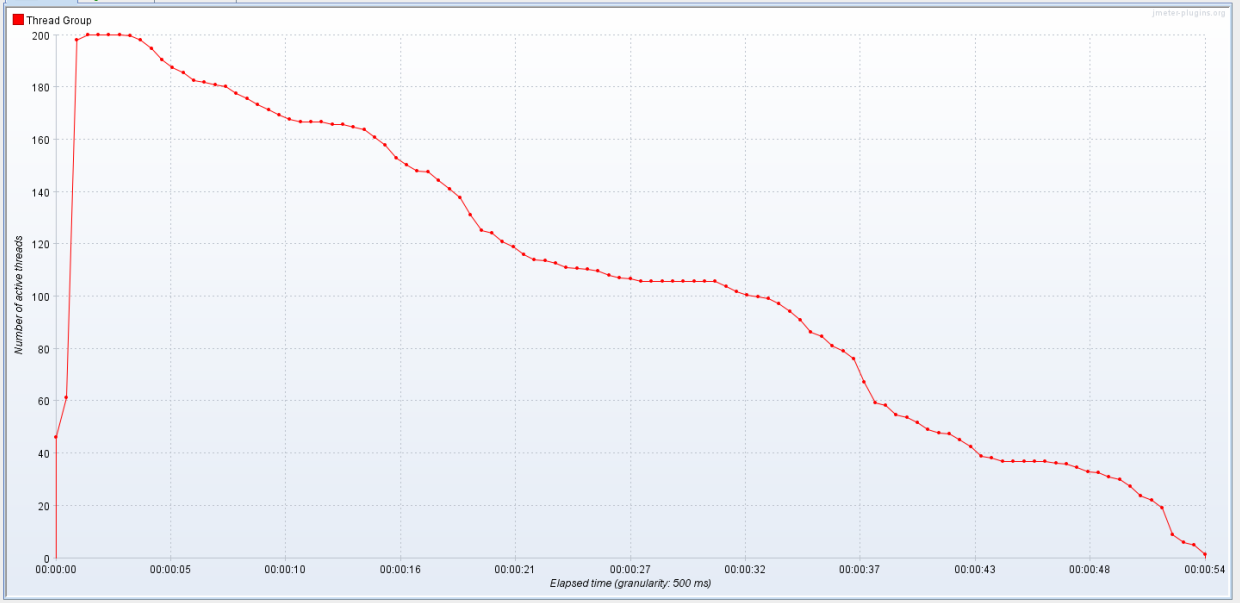 jmeter-plugins.org
Thread Group
200
180
160
140
120
100
80
60
40
20
0
Number of active threads
00:00:00 00:00:05 00:00:10 00:00:16 00:00:21 00:00:27 00:00:32 00:00:37 00:00:43 00:00:48 00:00:54
Elapsed time (granularity: 500 ms)